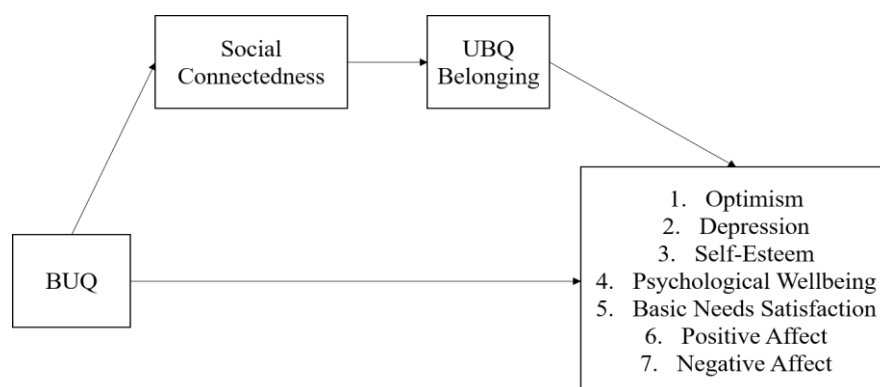 Social
Connectedness
UBQ
Belonging
BUQ
1. Optimism
2. Depression
3. Self-Esteem
4. Psychological Wellbeing
5. Basic Needs Satisfaction
6. Positive Affect
7. Negative Affect